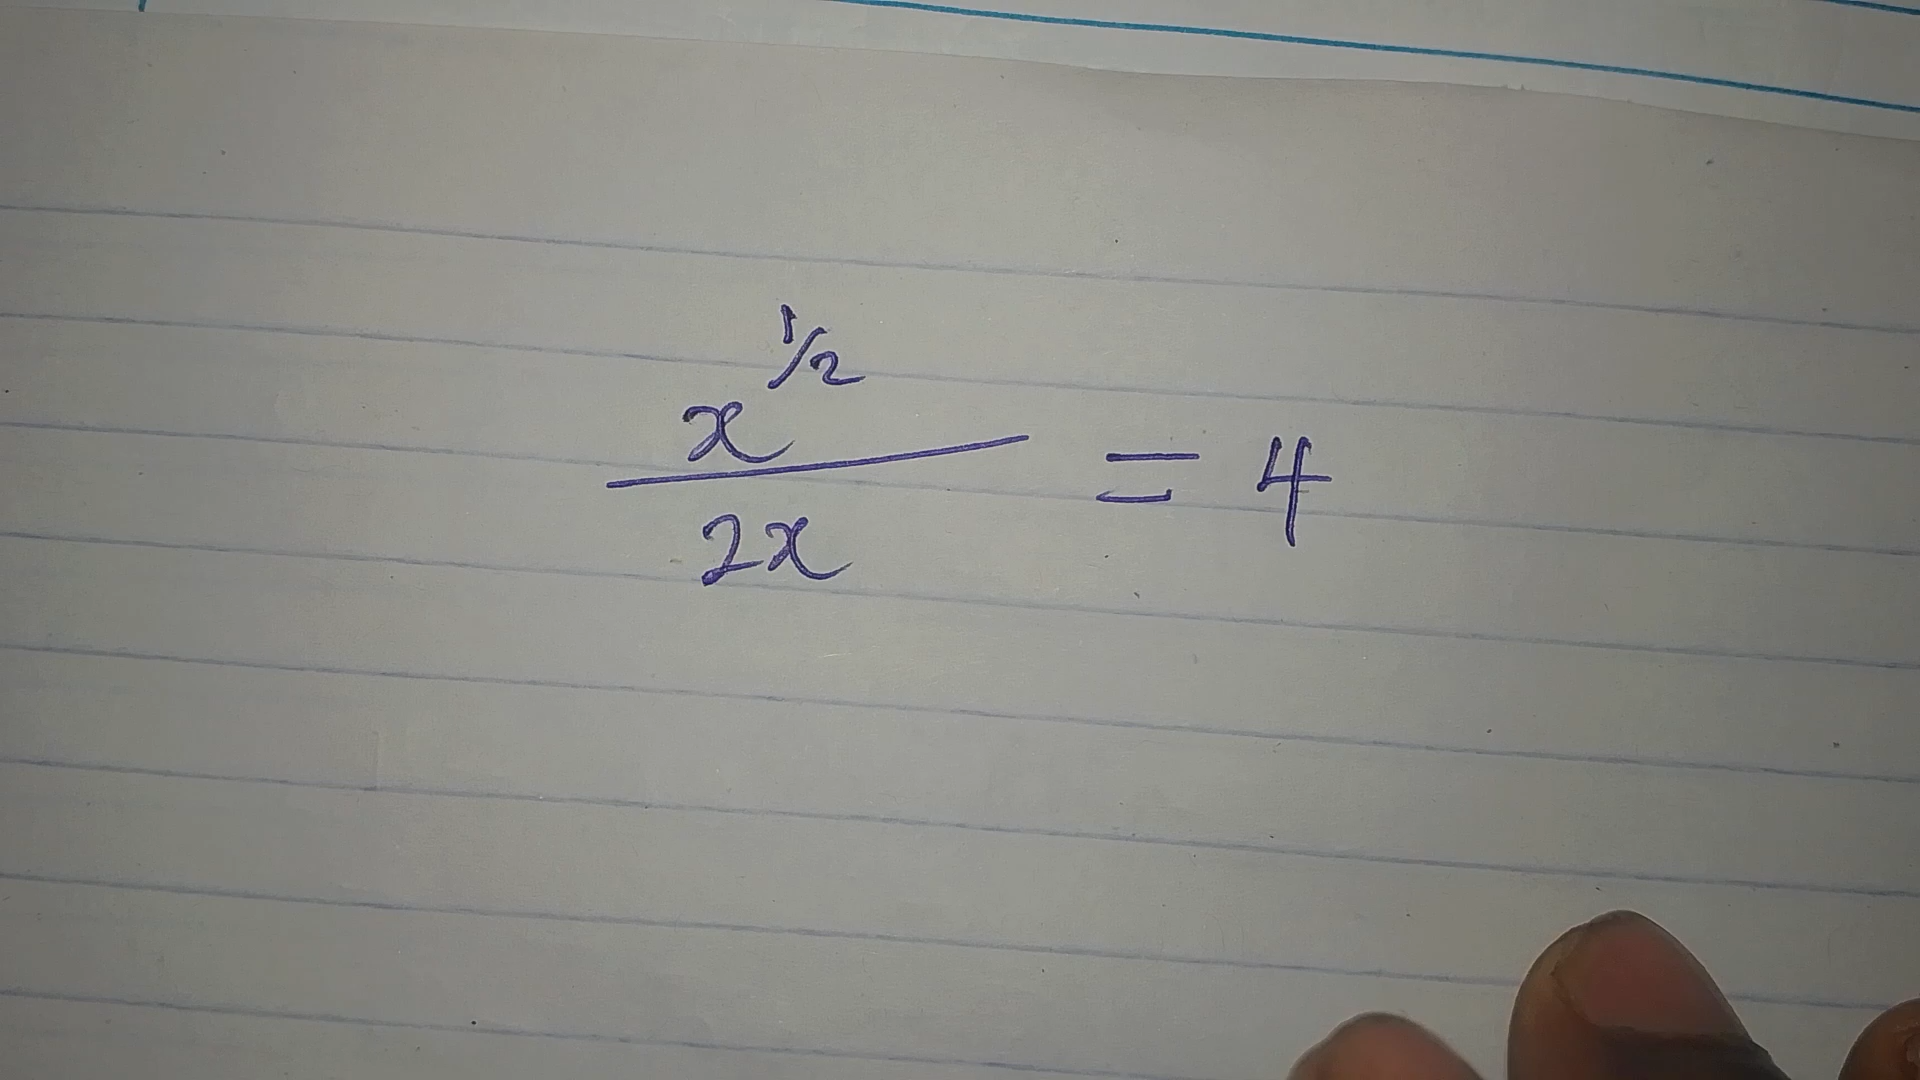 x^{1/2}/2x = 4